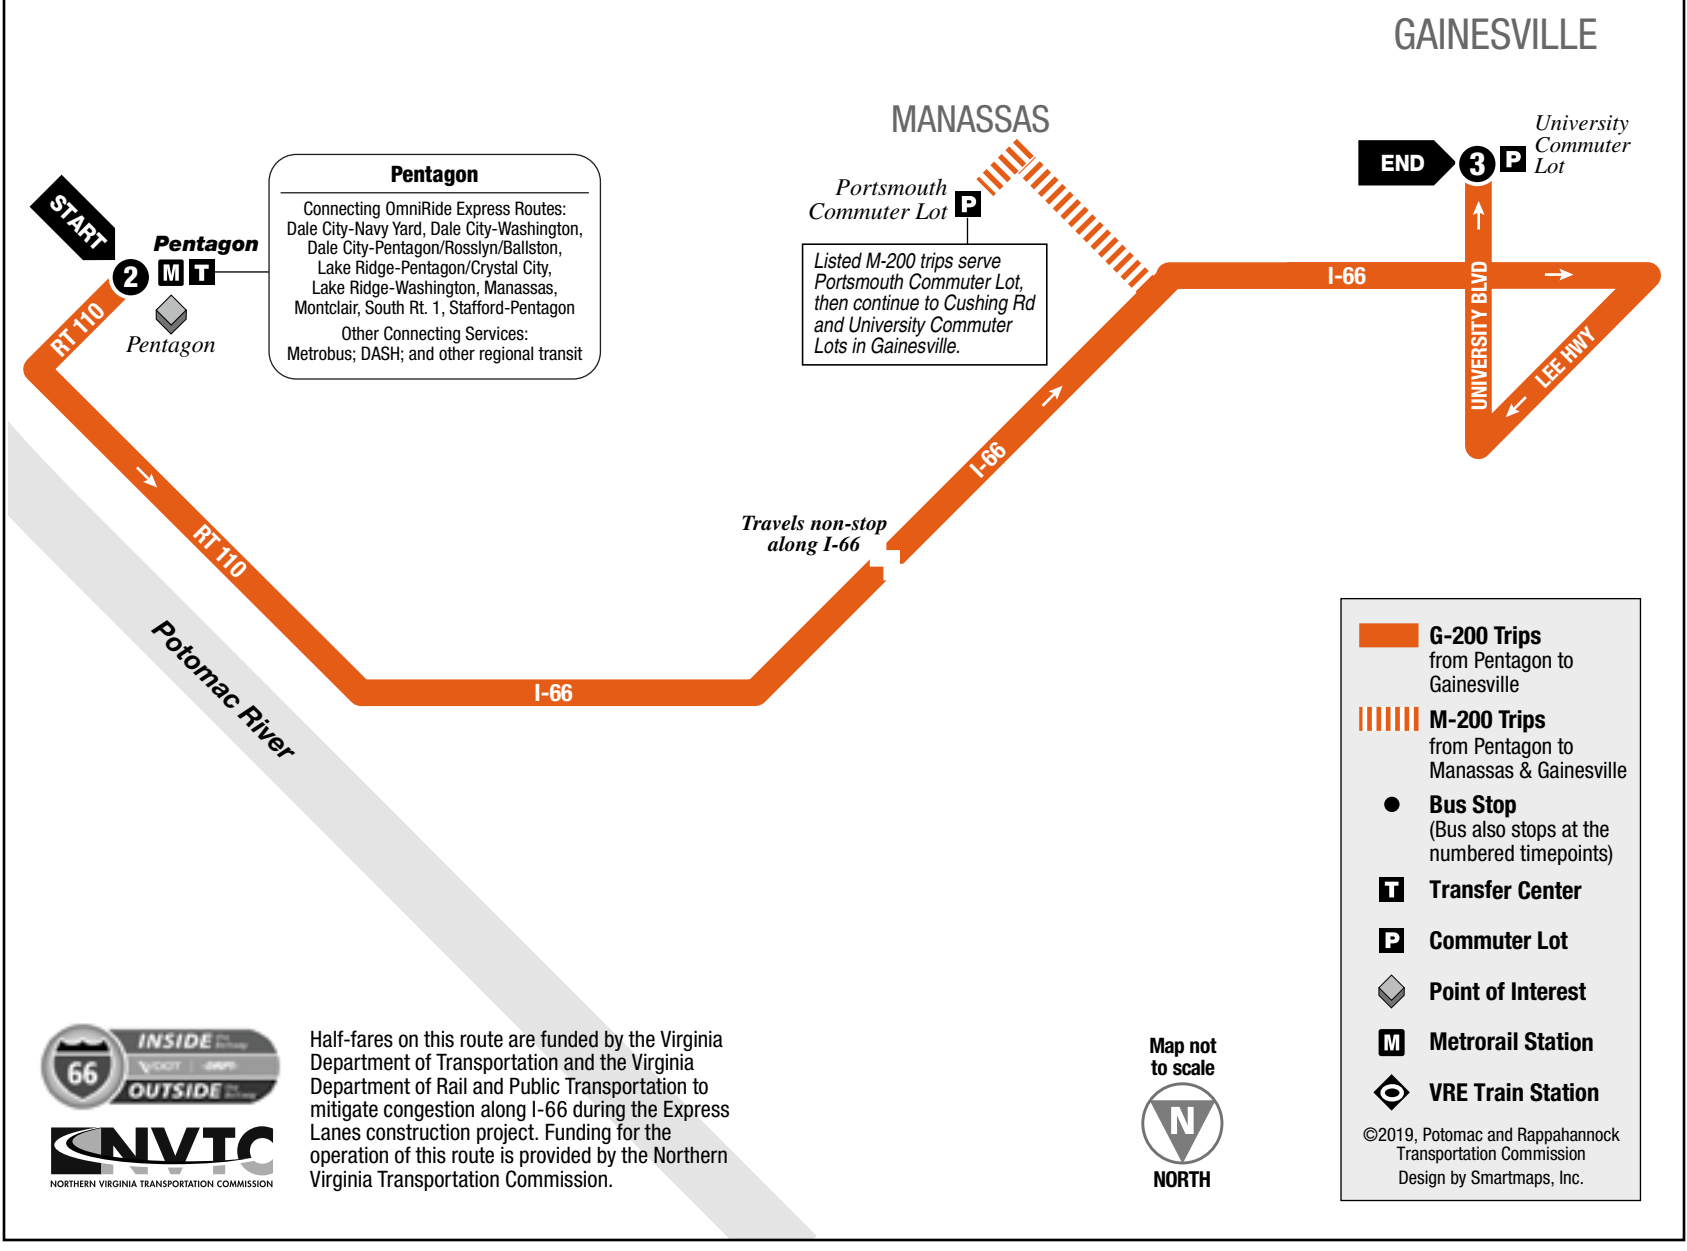 GAINESVILLE
MANASSAS
University
Commuter
Lot
END
3
P
Portsmouth
Commuter Lot
P
START
Pentagon
2
M
T
Pentagon
Pentagon
Connecting OmniRide Express Routes:
Dale City-Navy Yard, Dale City-Washington,
Dale City-Pentagon/Rosslyn/Ballston,
Lake Ridge-Pentagon/Crystal City,
Lake Ridge-Washington, Manassas,
Montclair, South Rt. 1, Stafford-Pentagon
Other Connecting Services:
Metrobus; DASH; and other regional transit
Listed M-200 trips serve
Portsmouth Commuter Lot,
then continue to Cushing Rd
and University Commuter
Lots in Gainesville.
I-66
UNIVERSITY BLVD
LEE HWY
RT 110
RT 110
I-66
Travels non-stop
along I-66
I-66
Potomac River
G-200 Trips
from Pentagon to
Gainesville
M-200 Trips
from Pentagon to
Manassas & Gainesville
Bus Stop
(Bus also stops at the
numbered timepoints)
T
Transfer Center
P
Commuter Lot
Point of Interest
M
Metrorail Station
VRE Train Station
©2019, Potomac and Rappahannock
Transportation Commission
Design by Smartmaps, Inc.
Map not
to scale
N
NORTH
66
INSIDE
OUTSIDE
NVTC
NORTHERN VIRGINIA TRANSPORTATION COMMISSION
Half-fares on this route are funded by the Virginia
Department of Transportation and the Virginia
Department of Rail and Public Transportation to
mitigate congestion along I-66 during the Express
Lanes construction project. Funding for the
operation of this route is provided by the Northern
Virginia Transportation Commission.